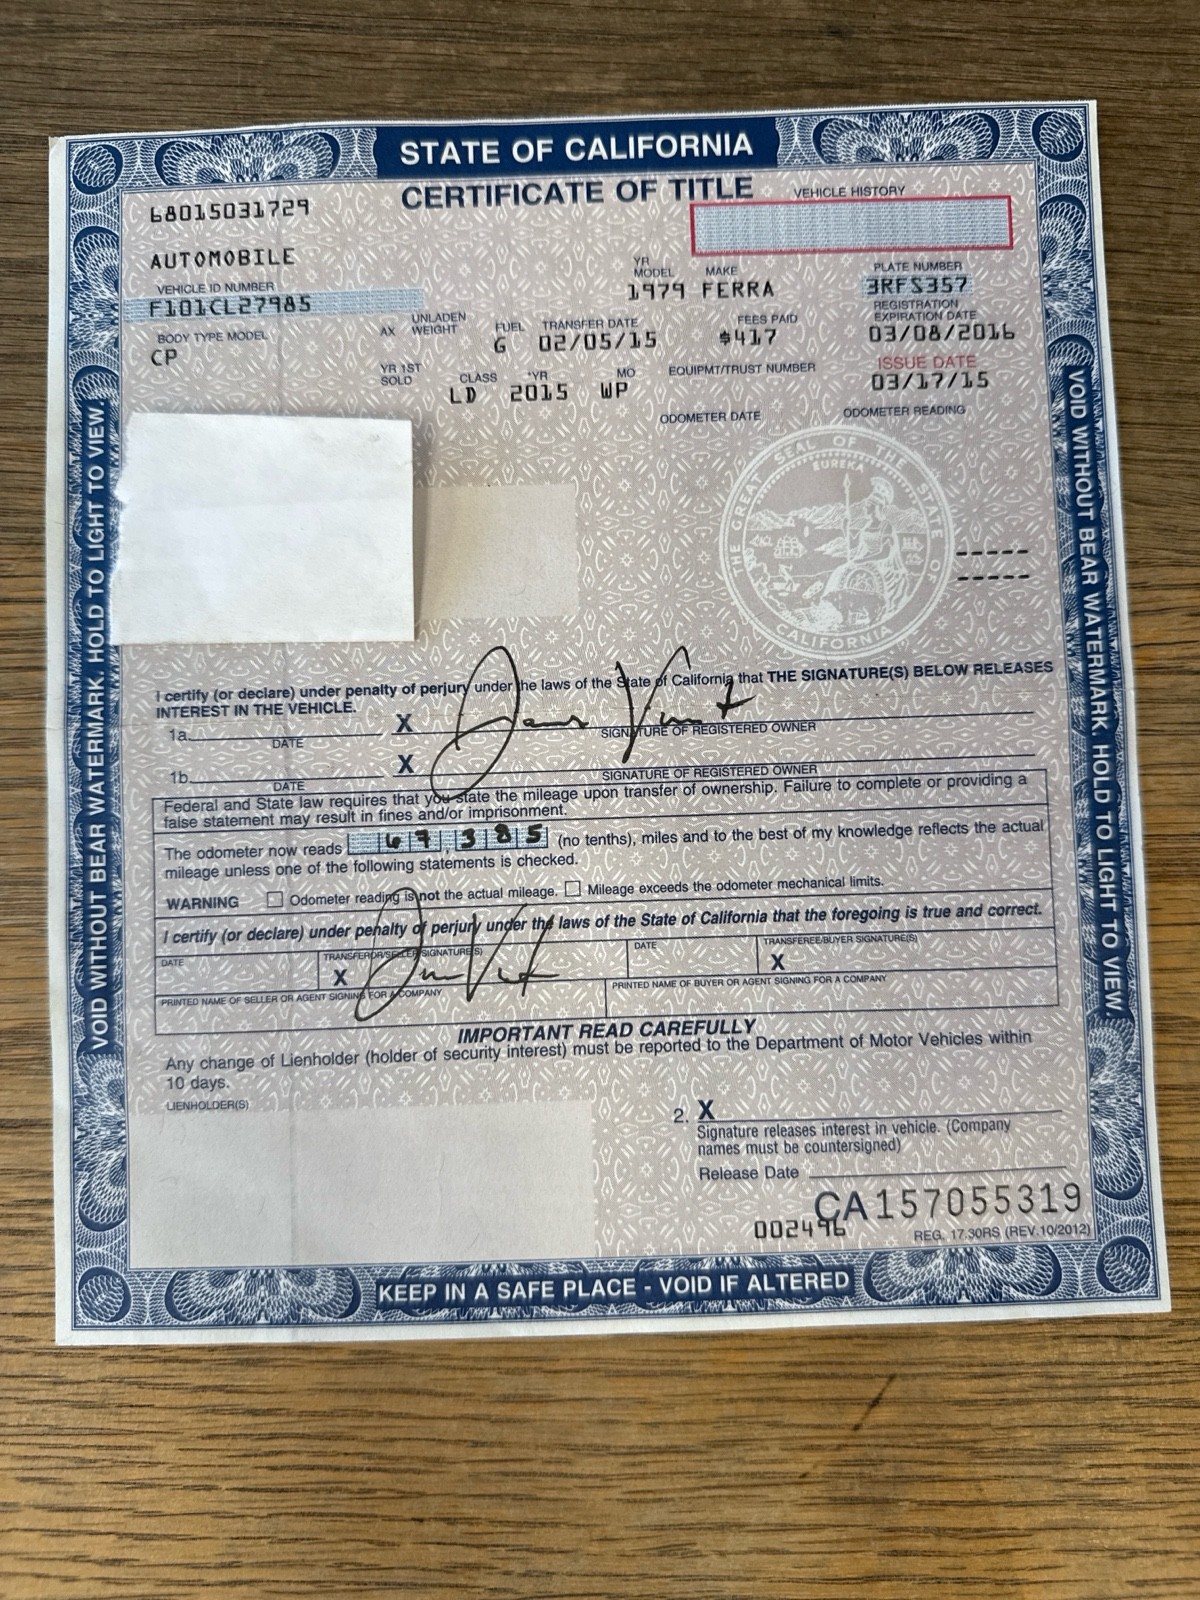 STATE OF CALIFORNIA
CERTIFICATE OF TITLE
VEHICLE HISTORY
68015031729
AUTOMOBILE
VEHICLE ID NUMBER
F101CL27985
YR MODEL
1979
MAKE
FERRA
PLATE NUMBER
3RFS357
BODY TYPE MODEL
CP
AX
UNLADEN WEIGHT
FUEL
G
TRANSFER DATE
02/05/15
FEES PAID
$417
REGISTRATION EXPIRATION DATE
03/08/2016
YR 1ST SOLD
CLASS
LD
*YR
2015
MO
WP
EQUIPMT/TRUST NUMBER
ISSUE DATE
03/17/15
ODOMETER DATE
ODOMETER READING
THE GREAT SEAL OF THE STATE OF CALIFORNIA
EUREKA
I certify (or declare) under penalty of perjury under the laws of the State of California that THE SIGNATURE(S) BELOW RELEASES
INTEREST IN THE VEHICLE.
1a. X
DATE
SIGNATURE OF REGISTERED OWNER
1b. X
DATE
SIGNATURE OF REGISTERED OWNER
Federal and State law requires that you state the mileage upon transfer of ownership. Failure to complete or providing a
false statement may result in fines and/or imprisonment.
The odometer now reads 67,385 (no tenths), miles and to the best of my knowledge reflects the actual
mileage unless one of the following statements is checked.
WARNING Odometer reading is not the actual mileage. Mileage exceeds the odometer mechanical limits.
I certify (or declare) under penalty of perjury under the laws of the State of California that the foregoing is true and correct.
DATE
TRANSFEROR/SELLER SIGNATURE(S)
X
DATE
TRANSFEREE/BUYER SIGNATURE(S)
X
PRINTED NAME OF SELLER OR AGENT SIGNING FOR A COMPANY
PRINTED NAME OF BUYER OR AGENT SIGNING FOR A COMPANY
IMPORTANT READ CAREFULLY
Any change of Lienholder (holder of security interest) must be reported to the Department of Motor Vehicles within
10 days.
LIENHOLDER(S)
2. X
Signature releases interest in vehicle. (Company
names must be countersigned)
Release Date
CA157055319
002496
REG. 17.30RS (REV.10/2012)
KEEP IN A SAFE PLACE - VOID IF ALTERED
VOID WITHOUT BEAR WATERMARK. HOLD TO LIGHT TO VIEW.
VOID WITHOUT BEAR WATERMARK. HOLD TO LIGHT TO VIEW.